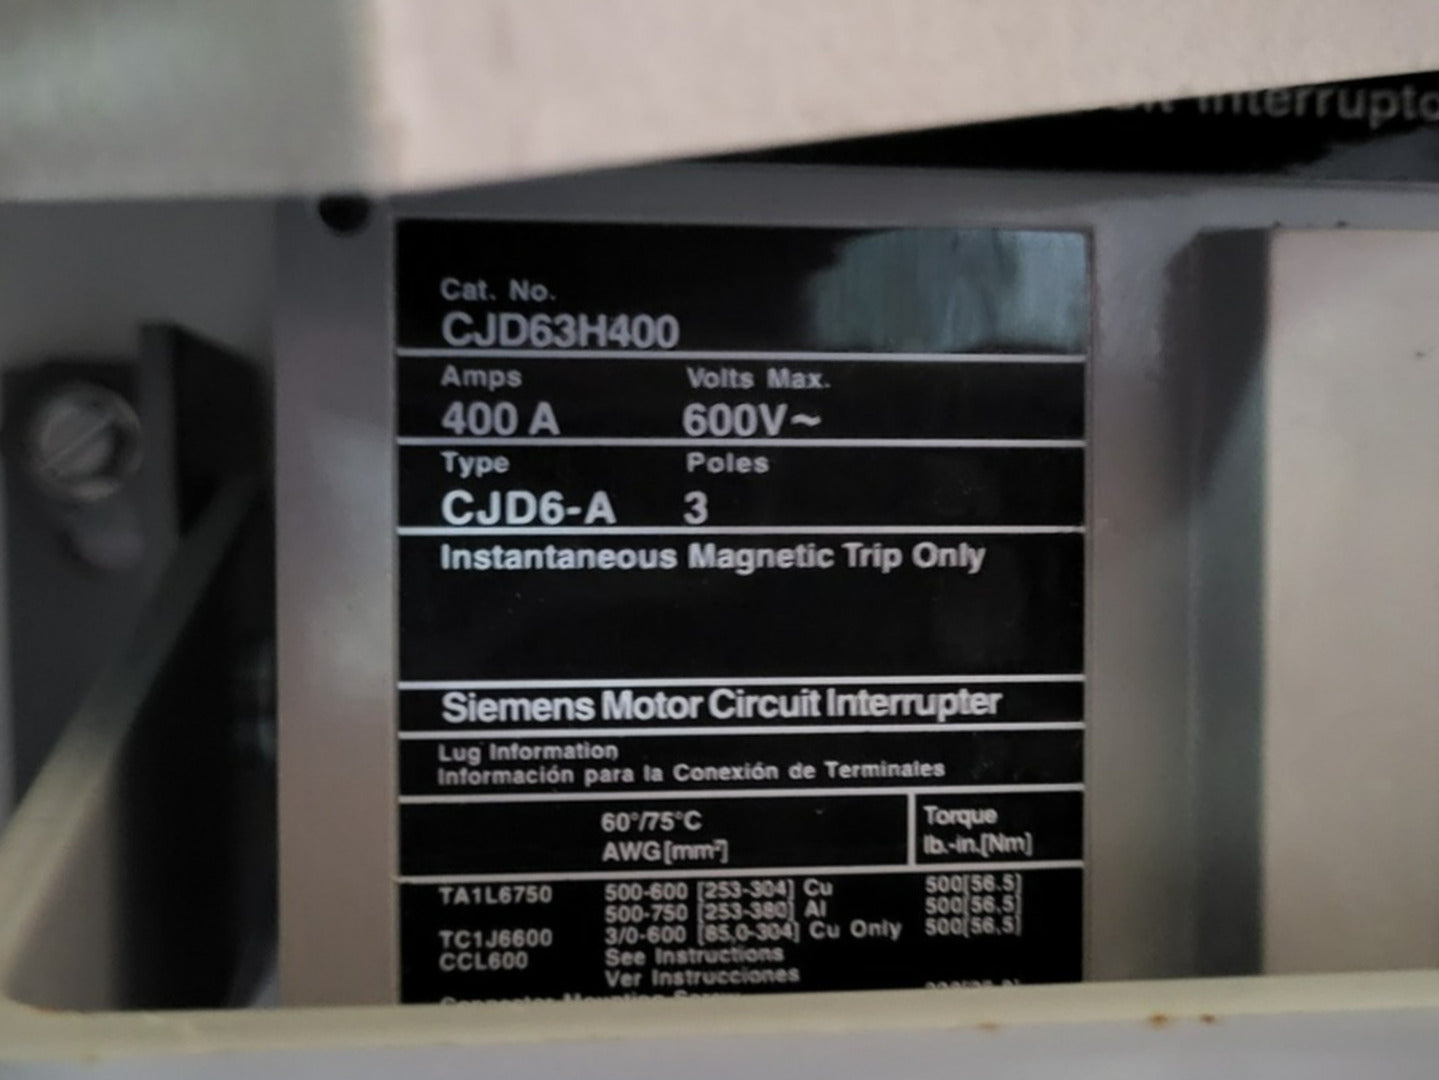 Interrupto
Cat. No.
CJD63H400
Amps Volts Max.
400 A 600V~
Type Poles
CJD6-A 3
Instantaneous Magnetic Trip Only
Siemens Motor Circuit Interrupter
Lug Information
Información para la Conexión de Terminales
60°/75°C Torque
AWG[mm²] lb.-in.[Nm]
TA1L6750 500-600 [253-304] Cu 500[56.5]
500-750 [253-380] Al 500[56.5]
TC1J6600 3/0-600 [85.0-304] Cu Only 500[56.5]
CCL600 See Instructions
Ver Instrucciones